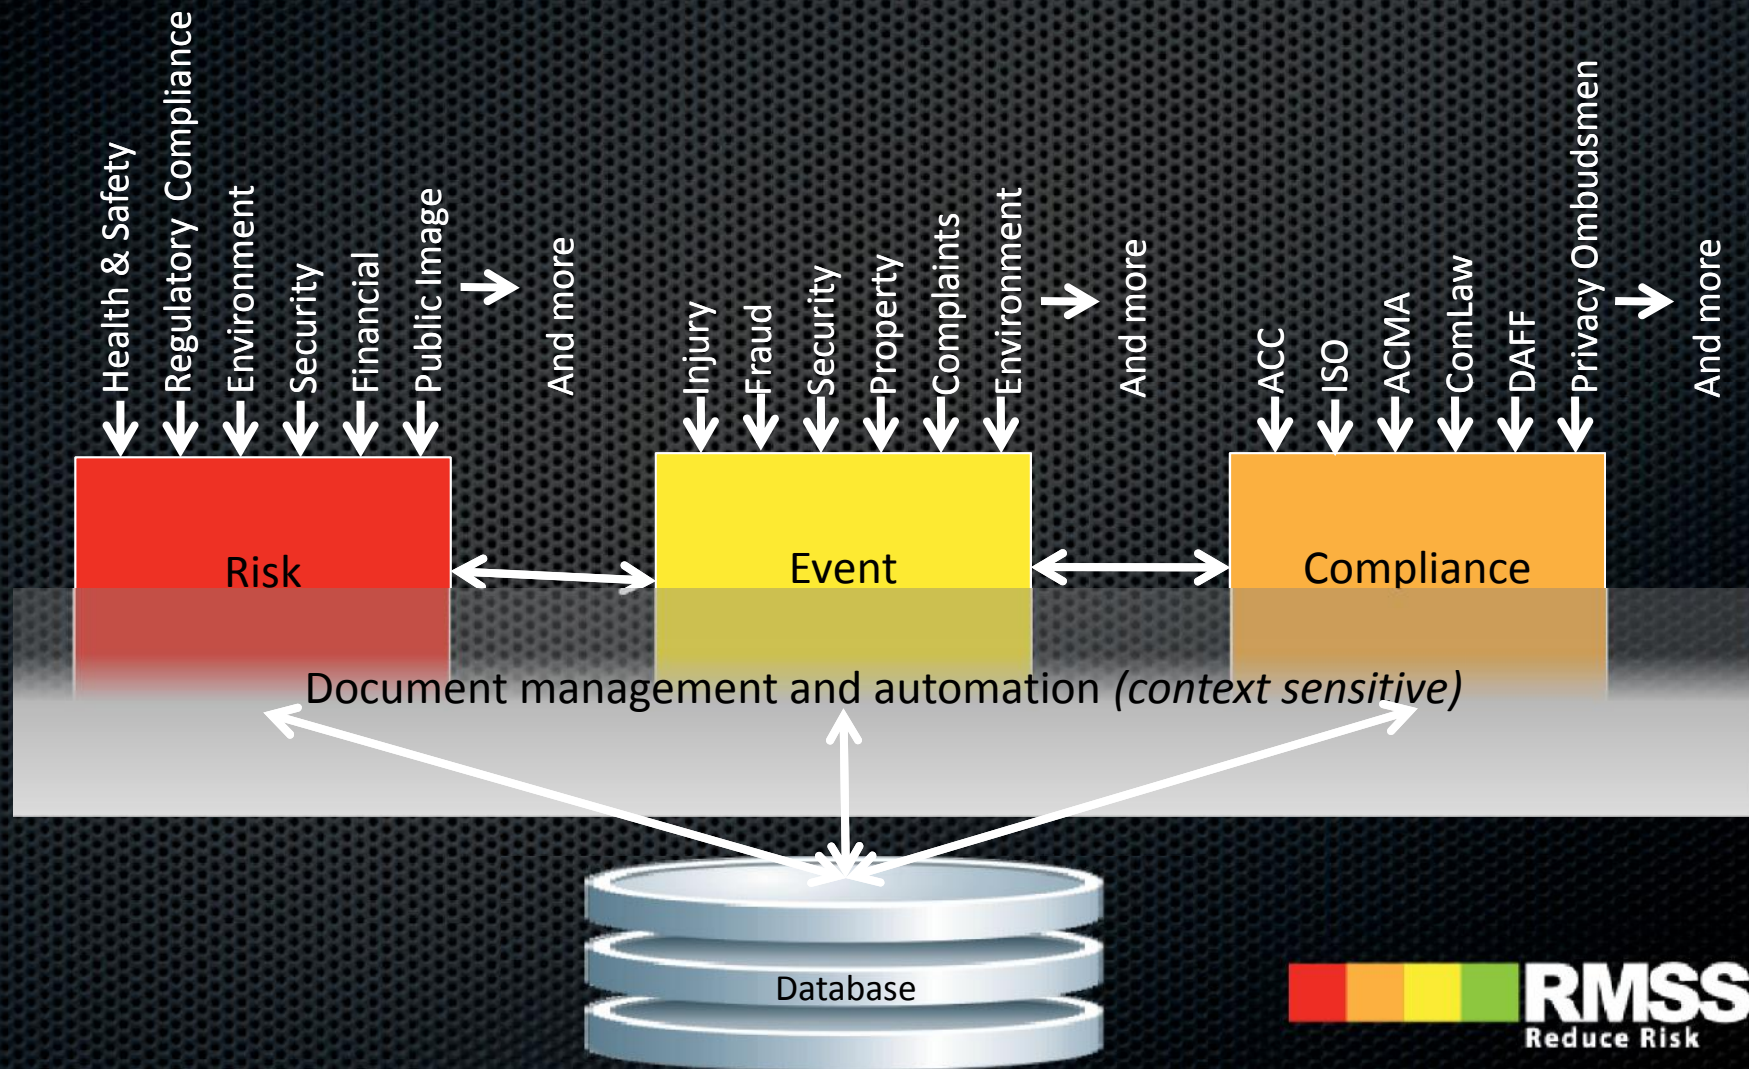 Health & Safety
Regulatory Compliance
Environment
Security
Financial
Public Image
And more
Injury
Fraud
Security
Property
Complaints
Environment
And more
ACC
ISO
ACMA
ComLaw
DAFF
Privacy Ombudsmen
And more
Risk
Event
Compliance
Document management and automation (context sensitive)
Database
RMSS
Reduce Risk